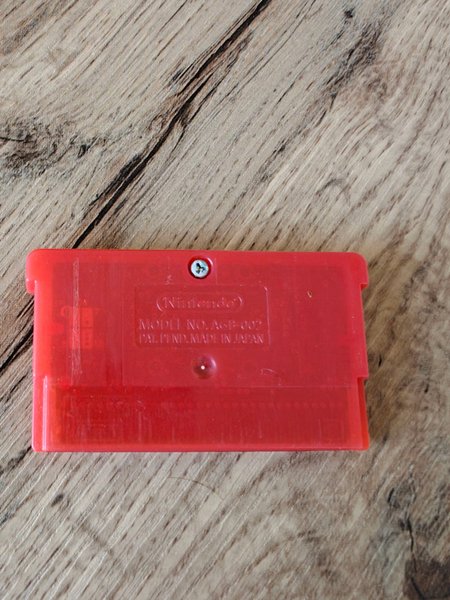 Nintendo
MODEL NO.AGB-002
PAT.PEND.MADE IN JAPAN